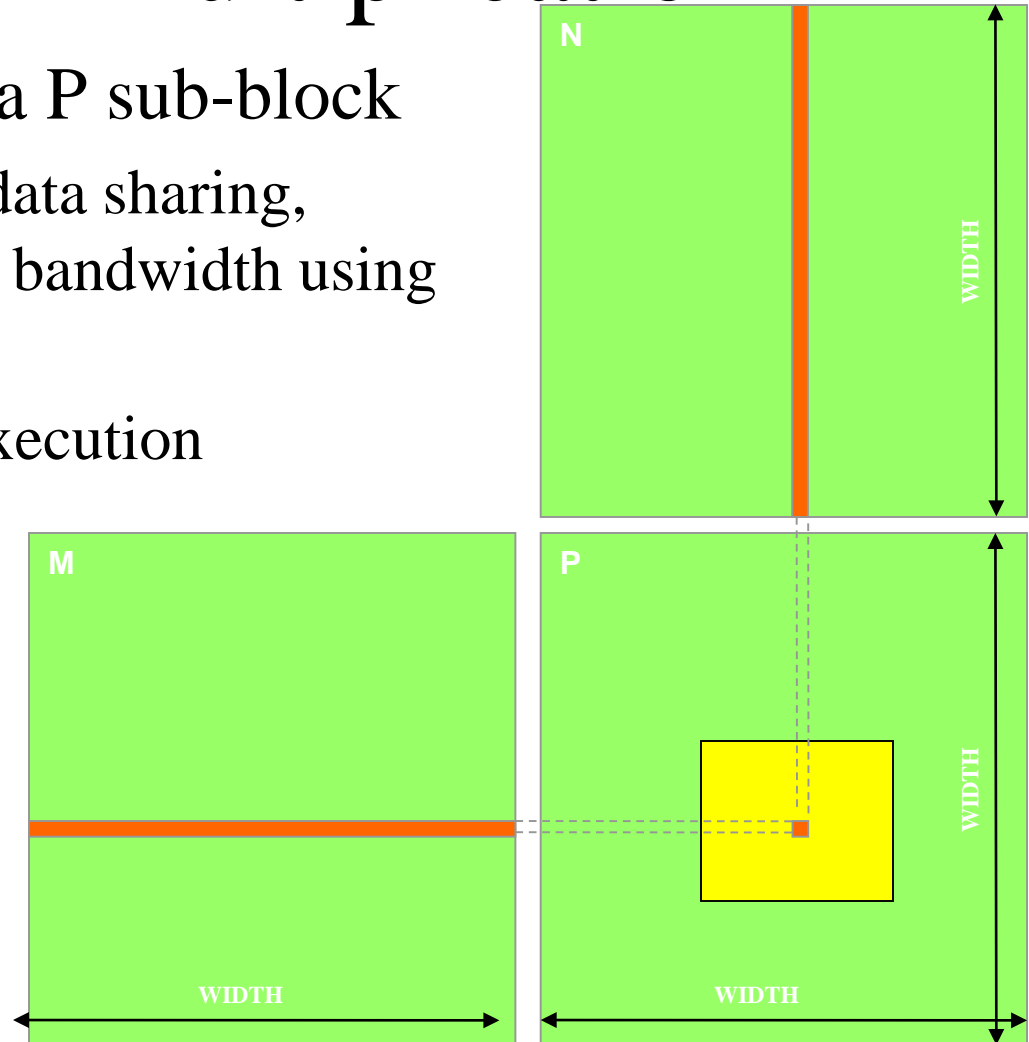 a P sub-block
data sharing,
bandwidth using
xecution
N
WIDTH
M
P
WIDTH
WIDTH
WIDTH